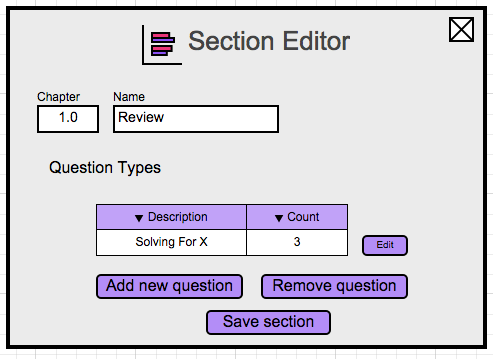 Section Editor
Chapter Name
1.0 Review
Question Types
Description Count
Solving For X 3 Edit
Add new question Remove question
Save section